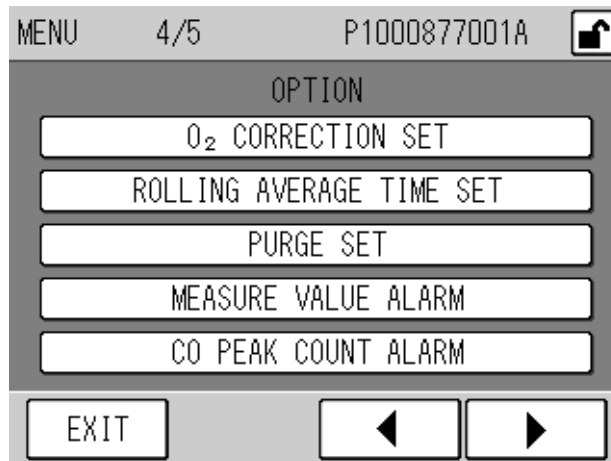 MENU 4/5 P1000877001A
OPTION
O₂ CORRECTION SET
ROLLING AVERAGE TIME SET
PURGE SET
MEASURE VALUE ALARM
CO PEAK COUNT ALARM
EXIT